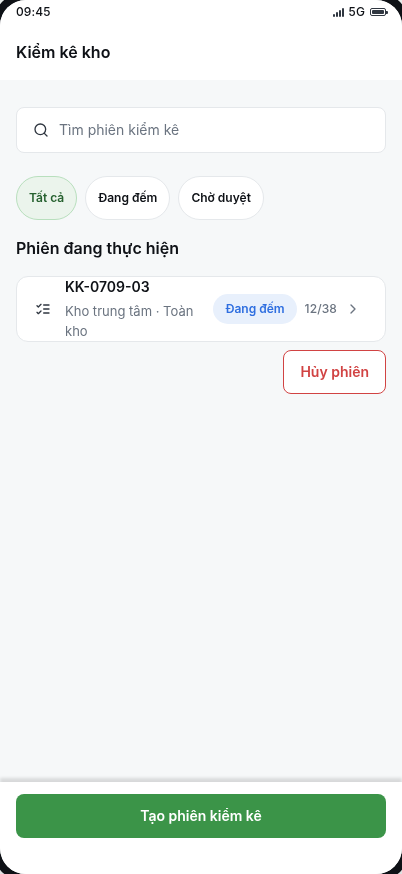 09:45
5G
Kiểm kê kho
Tìm phiên kiểm kê
Tất cả
Đang đếm
Chờ duyệt
Phiên đang thực hiện
KK-0709-03
Kho trung tâm · Toàn
kho
Đang đếm
12/38
Hủy phiên
Tạo phiên kiểm kê